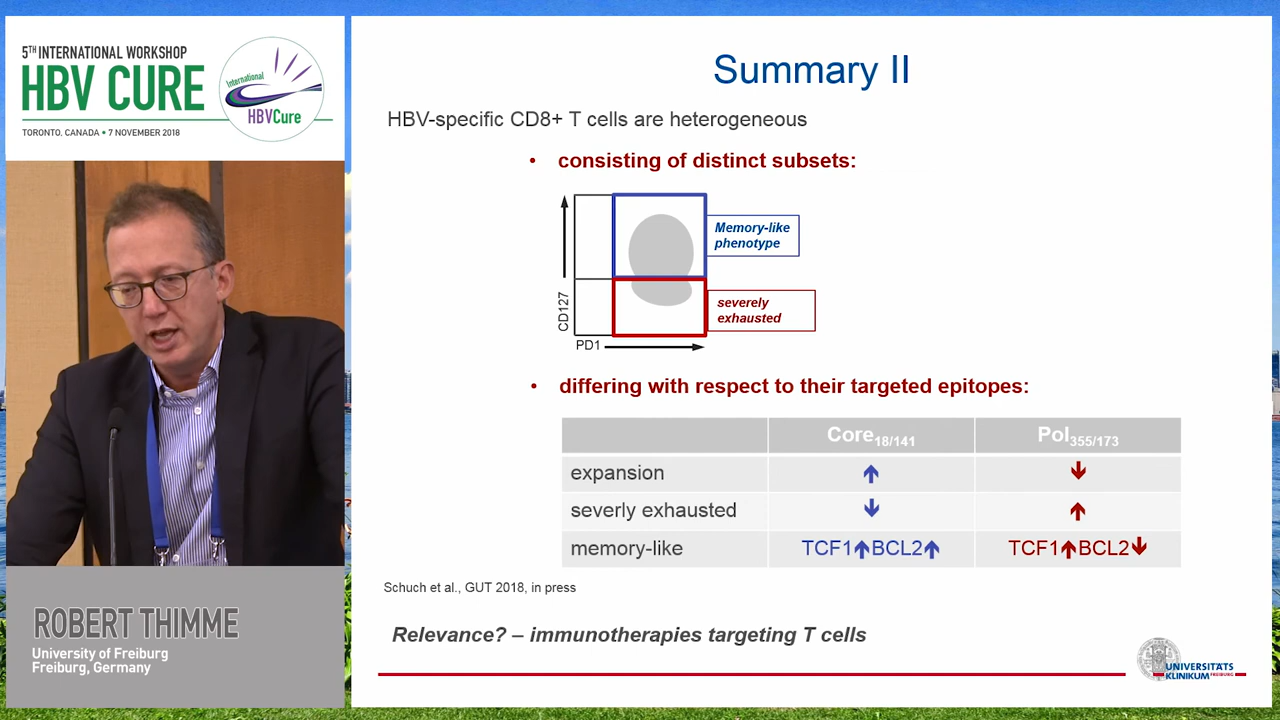 5TH INTERNATIONAL WORKSHOP
HBV CURE
TORONTO, CANADA • 7 NOVEMBER 2018
International
HBVCure
ROBERT THIMME
University of Freiburg
Freiburg, Germany
Summary II
HBV-specific CD8+ T cells are heterogeneous
• consisting of distinct subsets:
Memory-like
phenotype
severely
exhausted
CD127
PD1
• differing with respect to their targeted epitopes:
Core18/141 Pol355/173
expansion ↑ ↓
severly exhausted ↓ ↑
memory-like TCF1↑BCL2↑ TCF1↑BCL2↓
Schuch et al., GUT 2018, in press
Relevance? – immunotherapies targeting T cells
UNIVERSITÄTS
KLINIKUM FREIBURG